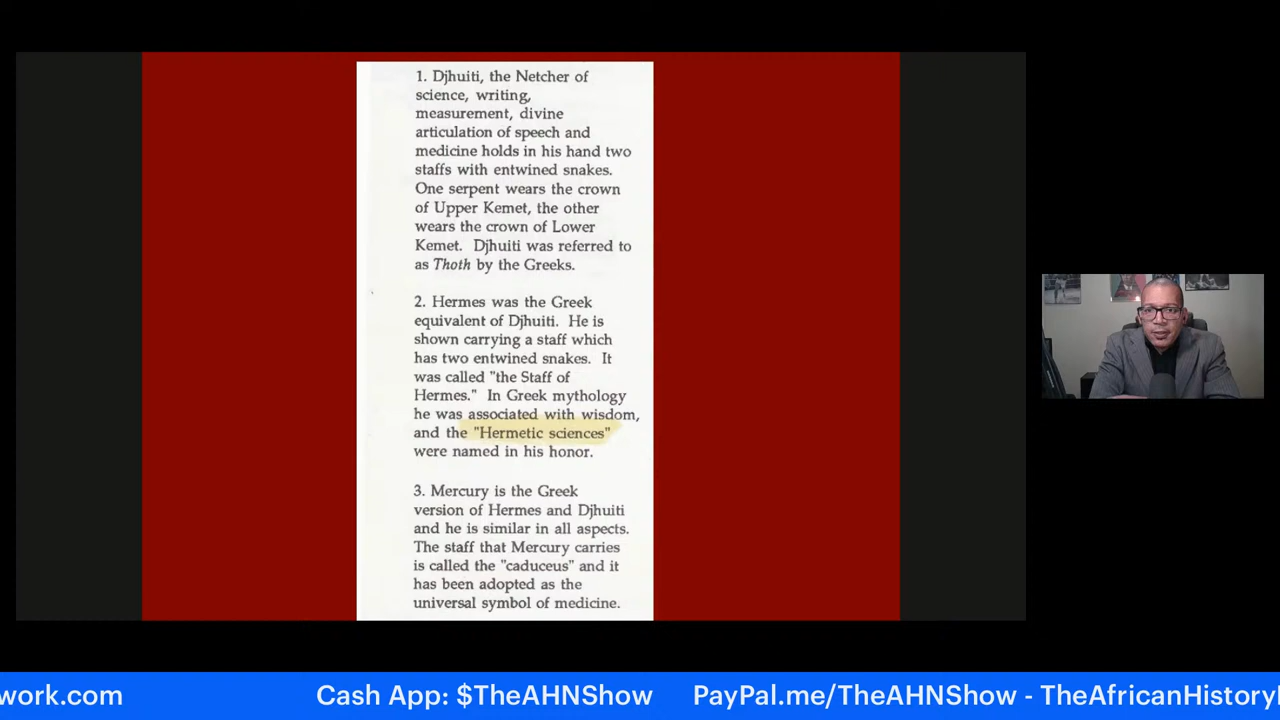 1. Djhuiti, the Netcher of
science, writing,
measurement, divine
articulation of speech and
medicine holds in his hand two
staffs with entwined snakes.
One serpent wears the crown
of Upper Kemet, the other
wears the crown of Lower
Kemet. Djhuiti was referred to
as Thoth by the Greeks.
2. Hermes was the Greek
equivalent of Djhuiti. He is
shown carrying a staff which
has two entwined snakes. It
was called "the Staff of
Hermes." In Greek mythology
he was associated with wisdom,
and the "Hermetic sciences"
were named in his honor.
3. Mercury is the Greek
version of Hermes and Djhuiti
and he is similar in all aspects.
The staff that Mercury carries
is called the "caduceus" and it
has been adopted as the
universal symbol of medicine.
work.com Cash App: $TheAHNShow PayPal.me/TheAHNShow - TheAfricanHistory